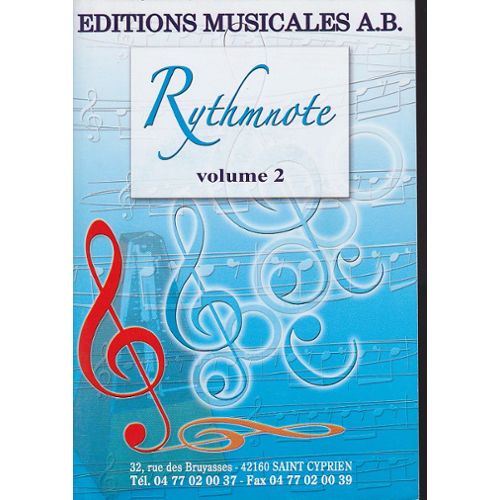 EDITIONS MUSICALES A.B.
Rythmnote
volume 2
32, rue des Bruyasses - 42160 SAINT CYPRIEN
Tél. 04 77 02 00 37 - Fax 04 77 02 00 39